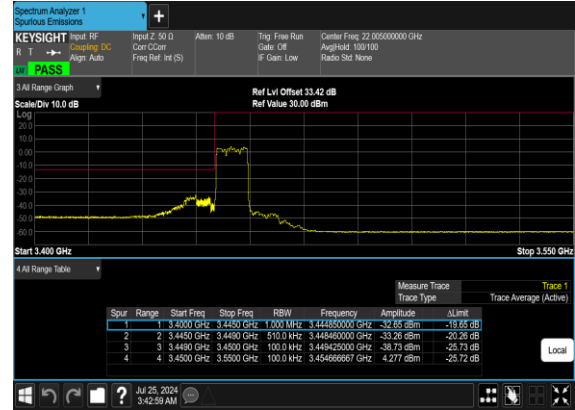 Spectrum Analyzer 1
Spurious Emissions
+
KEYSIGHT Input: RF Input Z: 50 Ω Atten: 10 dB Trig: Free Run Center Freq: 22.005000000 GHz
R T Coupling: DC Corr CCorr Gate: Off Avg|Hold: 100/100
Align: Auto Freq Ref: Int (S) IF Gain: Low Radio Std: None
PASS
3 All Range Graph
Ref Lvl Offset 33.42 dB
Scale/Div 10.0 dB Ref Value 30.00 dBm
Log
20.0
10.0
0.00
-10.0
-20.0
-30.0
-40.0
-50.0
-60.0
Start 3.400 GHz Stop 3.550 GHz
4 All Range Table
Measure Trace Trace 1
Trace Type Trace Average (Active)
Spur Range Start Freq Stop Freq RBW Frequency Amplitude ΔLimit
1 1 3.4000 GHz 3.4450 GHz 1.000 MHz 3.444850000 GHz -32.65 dBm -19.65 dB
2 2 3.4450 GHz 3.4490 GHz 510.0 kHz 3.448460000 GHz -33.26 dBm -20.26 dB
3 3 3.4490 GHz 3.4500 GHz 100.0 kHz 3.449425000 GHz -38.73 dBm -25.73 dB
4 4 3.4500 GHz 3.5500 GHz 100.0 kHz 3.454666667 GHz 4.277 dBm -25.72 dB
Local
? Jul 25, 2024
3:42:59 AM